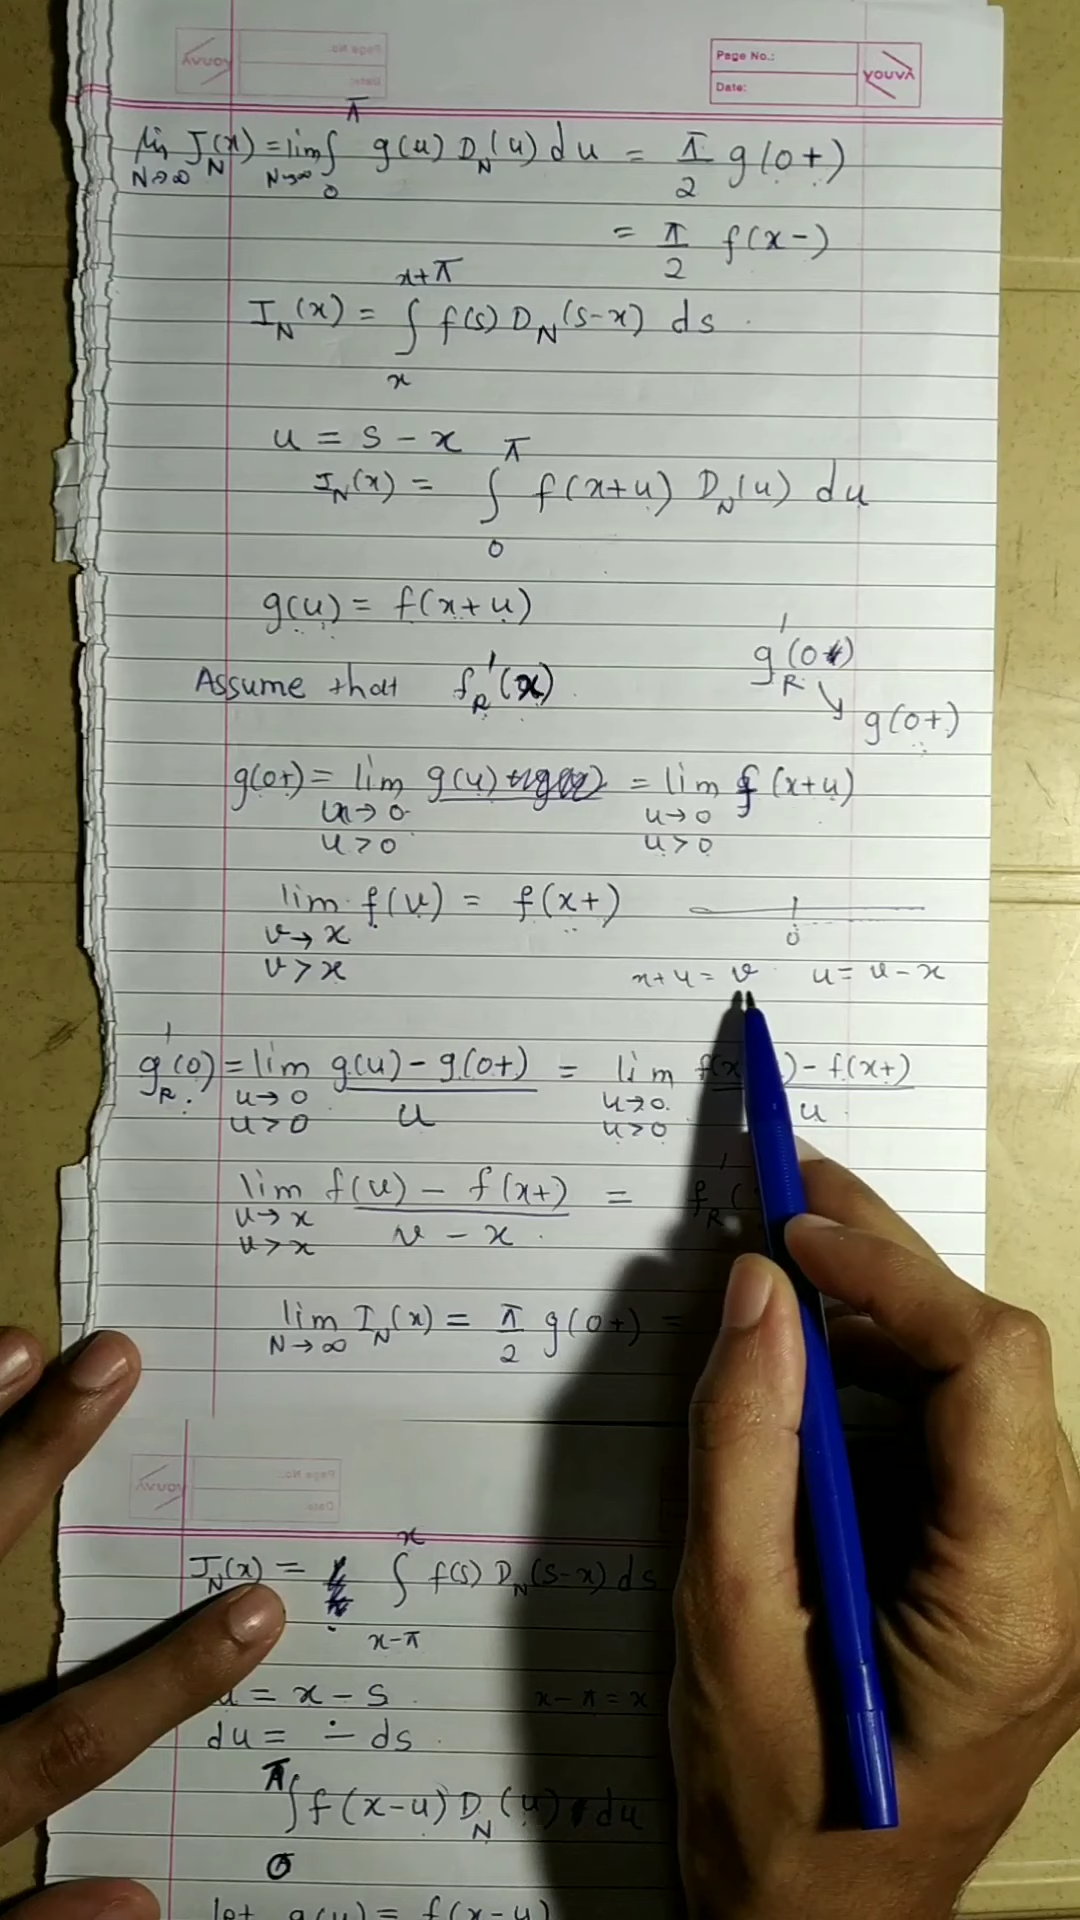 Page No.:
Date:
YOUVA
lim N→∞ J_N(x) = lim N→∞ ∫_0^π g(u) D_N(u) du = π/2 g(0+)
= π/2 f(x-)
I_N(x) = ∫_x^{x+π} f(s) D_N(s-x) ds
u = s - x
I_N(x) = ∫_0^π f(x+u) D_N(u) du
g(u) = f(x+u)
g'_R(0)
Assume that f'_R(x).
g(0+)
g(0+) = lim u→0 u>0 g(u) = lim u→0 u>0 f(x+u)
lim v→x v>x f(v) = f(x+)
0
x+u = v u = v - x
g'_R(0) = lim u→0 u>0 (g(u) - g(0+))/u = lim u→0 u>0 f(x ) - f(x+) / u
lim u→x u>x (f(u) - f(x+))/(v - x) = f'_R(
lim N→∞ I_N(x) = π/2 g(0+) =
J_N(x) = ∫_{x-π}^x f(s) D_N(s-x) ds
u = x - s x - π = x
du = - ds
∫_0^π f(x-u) D_N(u) du
let g(u) = f(x-u)